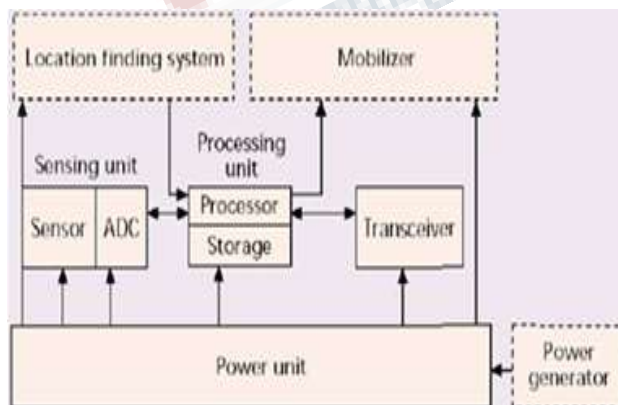 Location finding system
Mobilizer
Sensing unit
Processing
unit
Sensor
ADC
Processor
Storage
Transceiver
Power unit
Power
generator